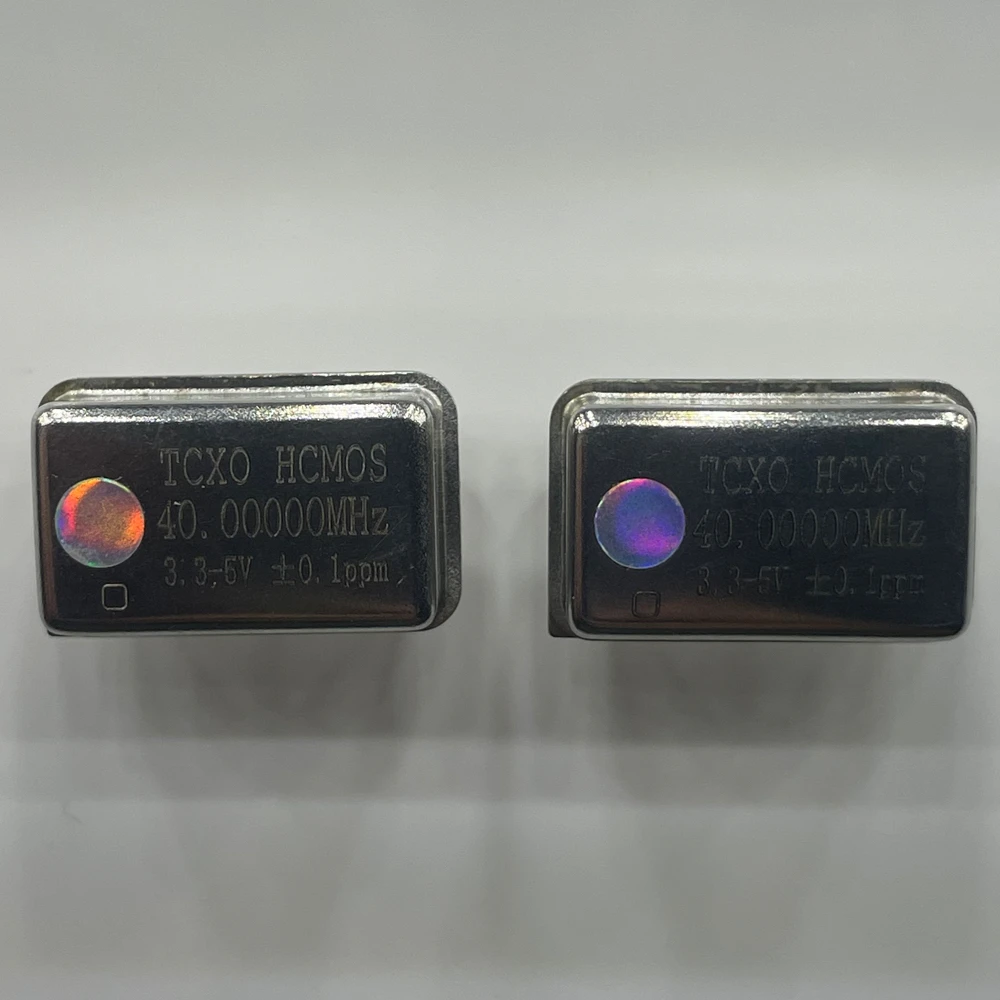 TCXO HCMOS
40.00000MHz
3.3-5V ±0.1ppm
TCXO HCMOS
40.00000MHz
3.3-5V ±0.1ppm